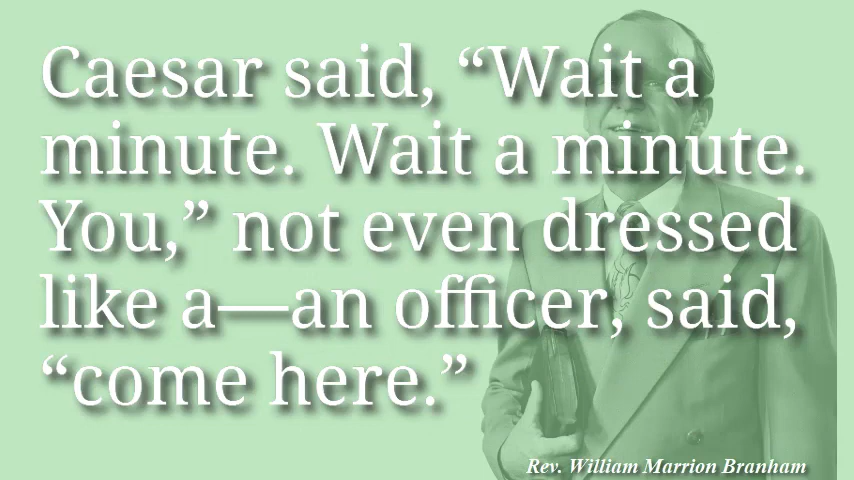 Caesar said, “Wait a
minute. Wait a minute.
You,” not even dressed
like a—an officer, said,
“come here.”
Rev. William Marrion Branham